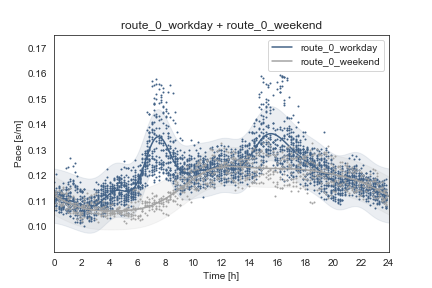 route_0_workday + route_0_weekend
route_0_workday
route_0_weekend
Pace [s/m]
0.17
0.16
0.15
0.14
0.13
0.12
0.11
0.10
0 2 4 6 8 10 12 14 16 18 20 22 24
Time [h]